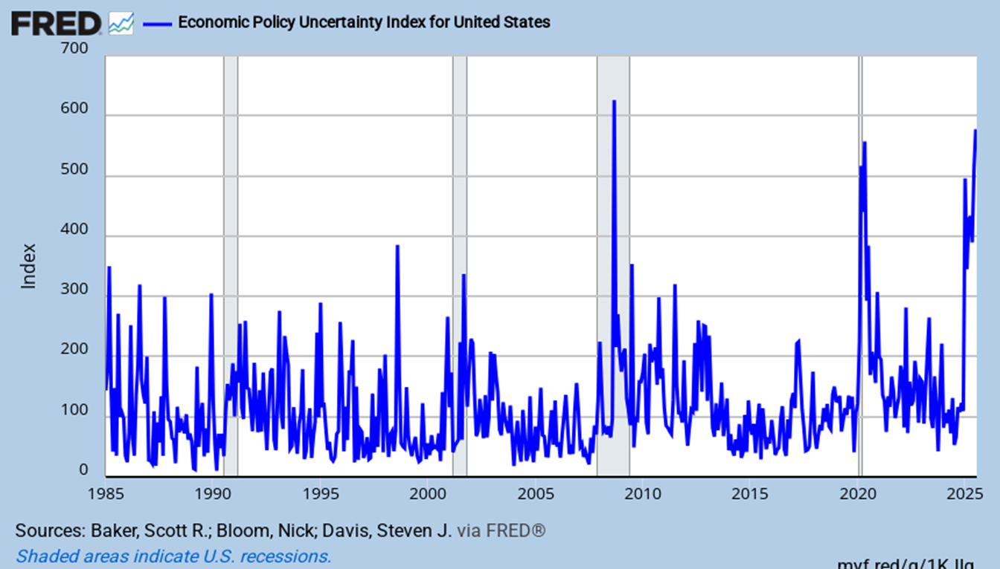 FRED
Economic Policy Uncertainty Index for United States
700
600
500
400
300
200
100
0
Index
1985 1990 1995 2000 2005 2010 2015 2020 2025
Sources: Baker, Scott R.; Bloom, Nick; Davis, Steven J. via FRED®
Shaded areas indicate U.S. recessions.